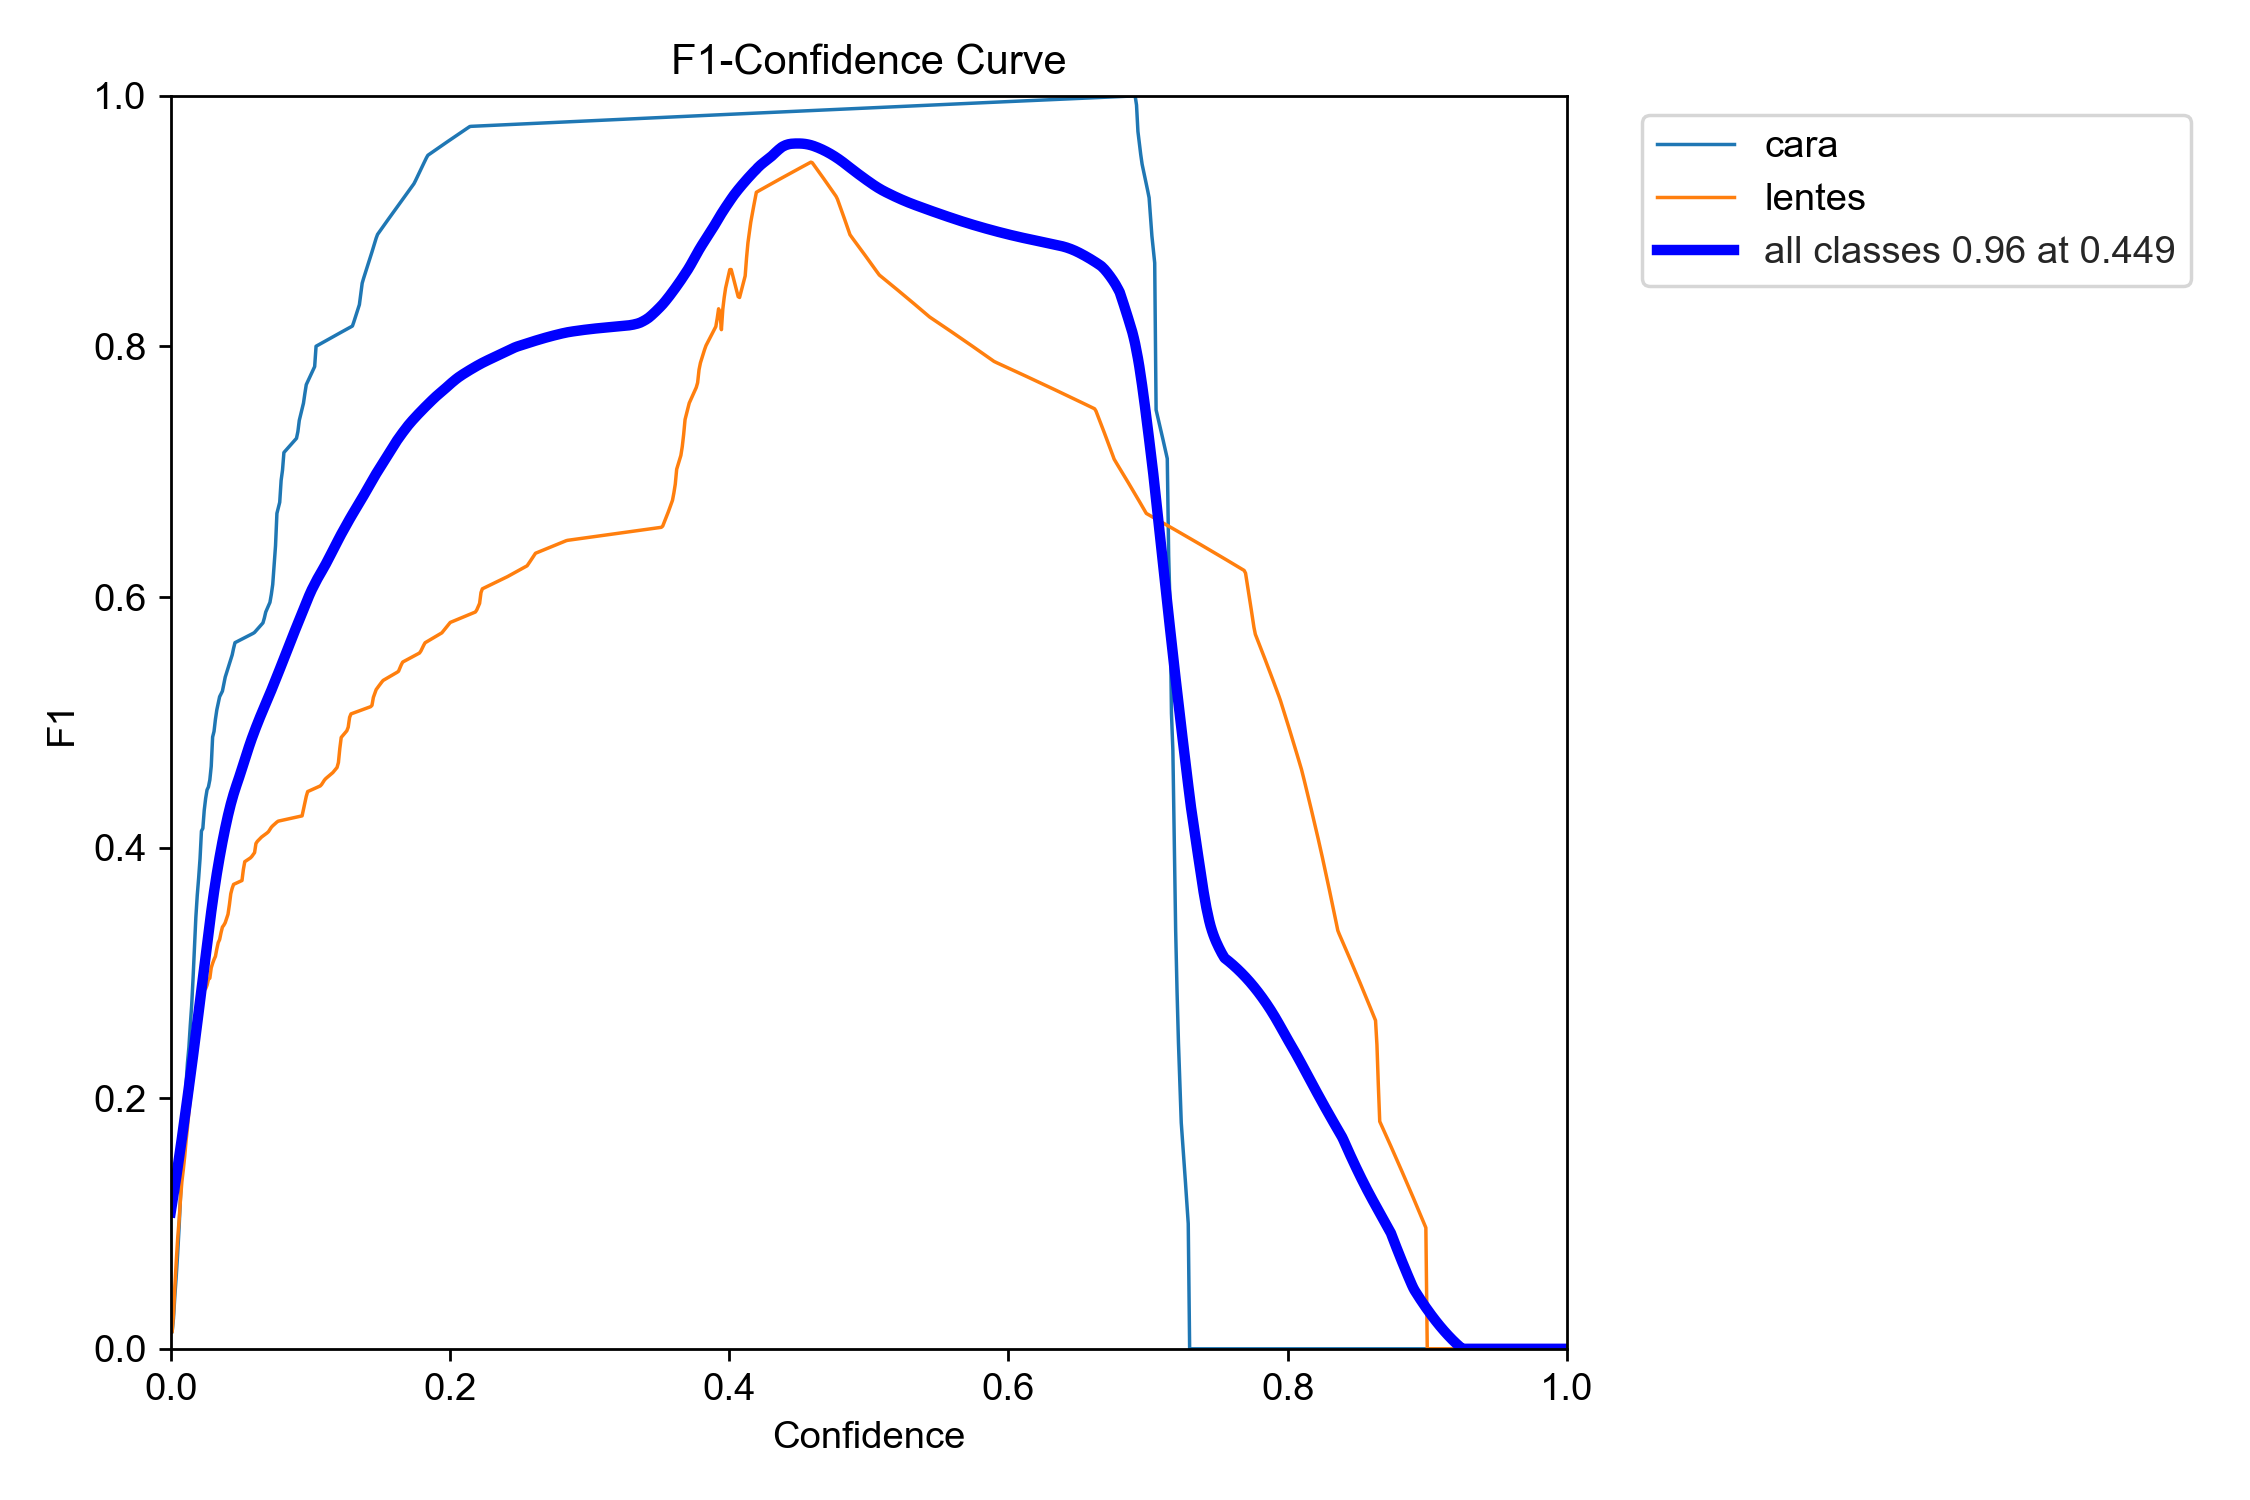 F1-Confidence Curve
1.0
0.8
0.6
0.4
0.2
0.0
F1
0.0 0.2 0.4 0.6 0.8 1.0
Confidence
cara
lentes
all classes 0.96 at 0.449